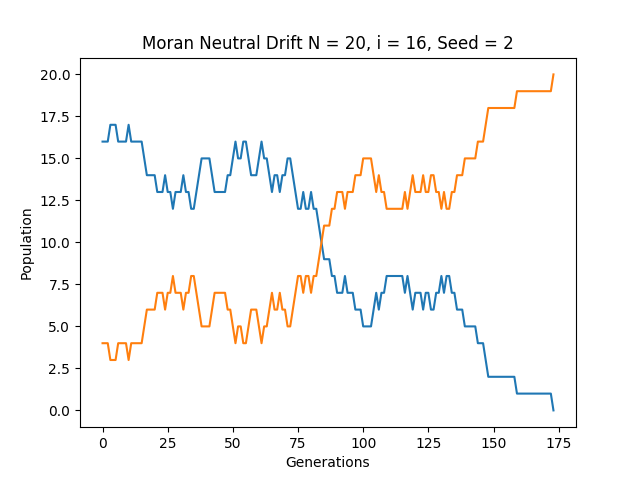 Moran Neutral Drift N = 20, i = 16, Seed = 2
20.0
17.5
15.0
12.5
10.0
7.5
5.0
2.5
0.0
Population
0 25 50 75 100 125 150 175
Generations